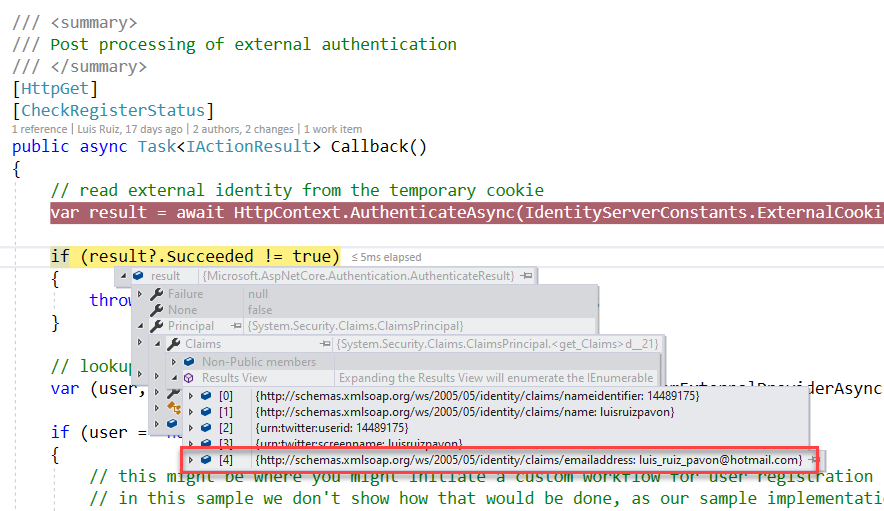 /// <summary>
/// Post processing of external authentication
/// </summary>
[HttpGet]
[CheckRegisterStatus]
1 reference | Luis Ruiz, 17 days ago | 2 authors, 2 changes | 1 work item
public async Task<IActionResult> Callback()
{
// read external identity from the temporary cookie
var result = await HttpContext.AuthenticateAsync(IdentityServerConstants.ExternalCooki
if (result?.Succeeded != true) ≤ 5ms elapsed
{
result {Microsoft.AspNetCore.Authentication.AuthenticateResult}
Failure null
throw
None false
}
Principal {System.Security.Claims.ClaimsPrincipal}
Claims {System.Security.Claims.ClaimsPrincipal.<get_Claims>d__21}
// lookup
Non-Public members
Results View Expanding the Results View will enumerate the IEnumerable
var (user, ExternalProviderAsync
[0] {http://schemas.xmlsoap.org/ws/2005/05/identity/claims/nameidentifier: 14489175}
[1] {http://schemas.xmlsoap.org/ws/2005/05/identity/claims/name: luisruizpavon}
[2] {urn:twitter:userid: 14489175}
if (user =
[3] {urn:twitter:screenname: luisruizpavon}
{
[4] {http://schemas.xmlsoap.org/ws/2005/05/identity/claims/emailaddress: luis_ruiz_pavon@hotmail.com}
// this might be where you might initiate a custom workflow for user registration
// in this sample we don't show how that would be done, as our sample implementati